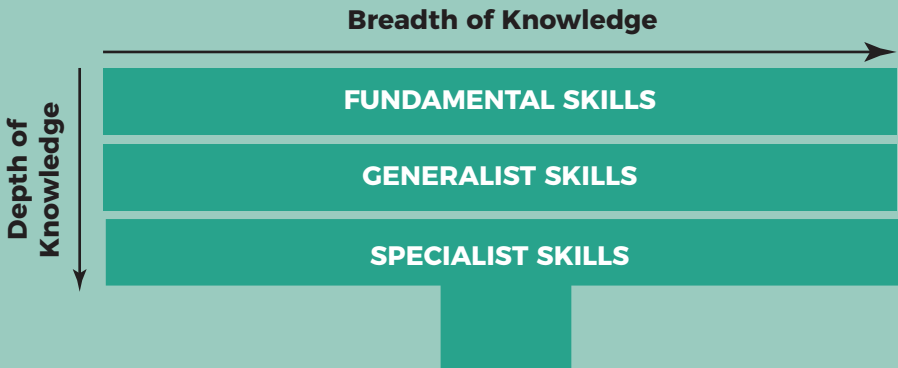 Breadth of Knowledge
Depth of
Knowledge
FUNDAMENTAL SKILLS
GENERALIST SKILLS
SPECIALIST SKILLS